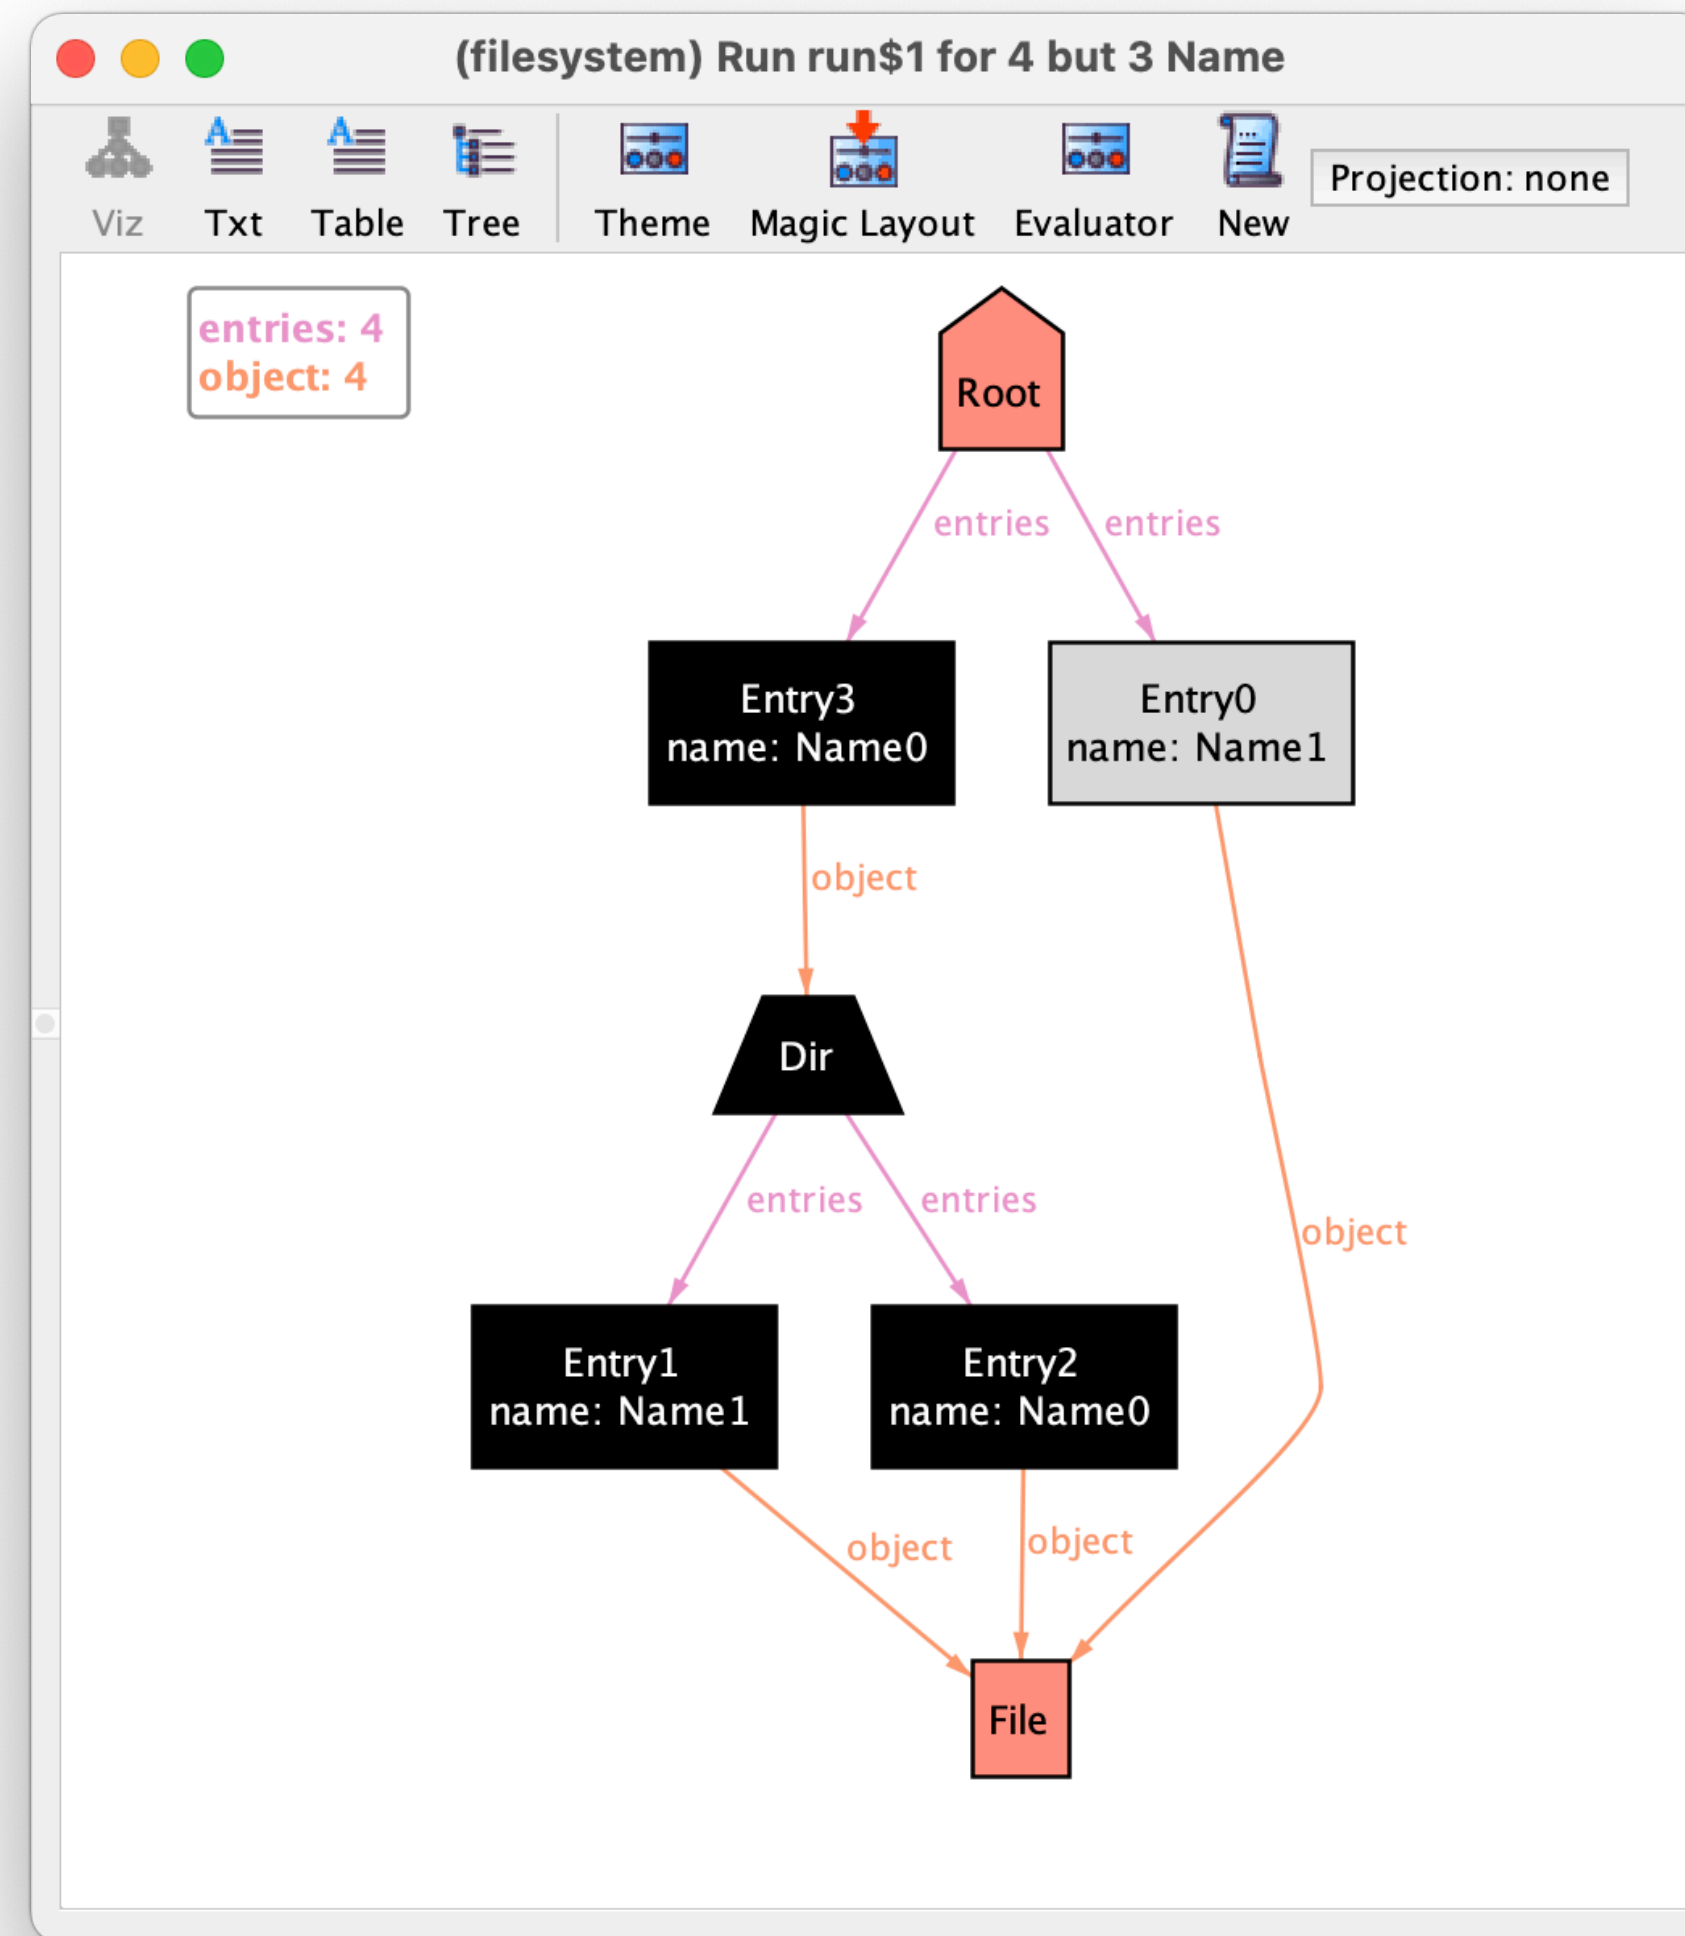 (filesystem) Run run$1 for 4 but 3 Name
Viz Txt Table Tree Theme Magic Layout Evaluator New Projection: none
entries: 4
object: 4
Root
entries entries
Entry3
name: Name0
Entry0
name: Name1
object
Dir
entries entries
object
Entry1
name: Name1
Entry2
name: Name0
object object
File